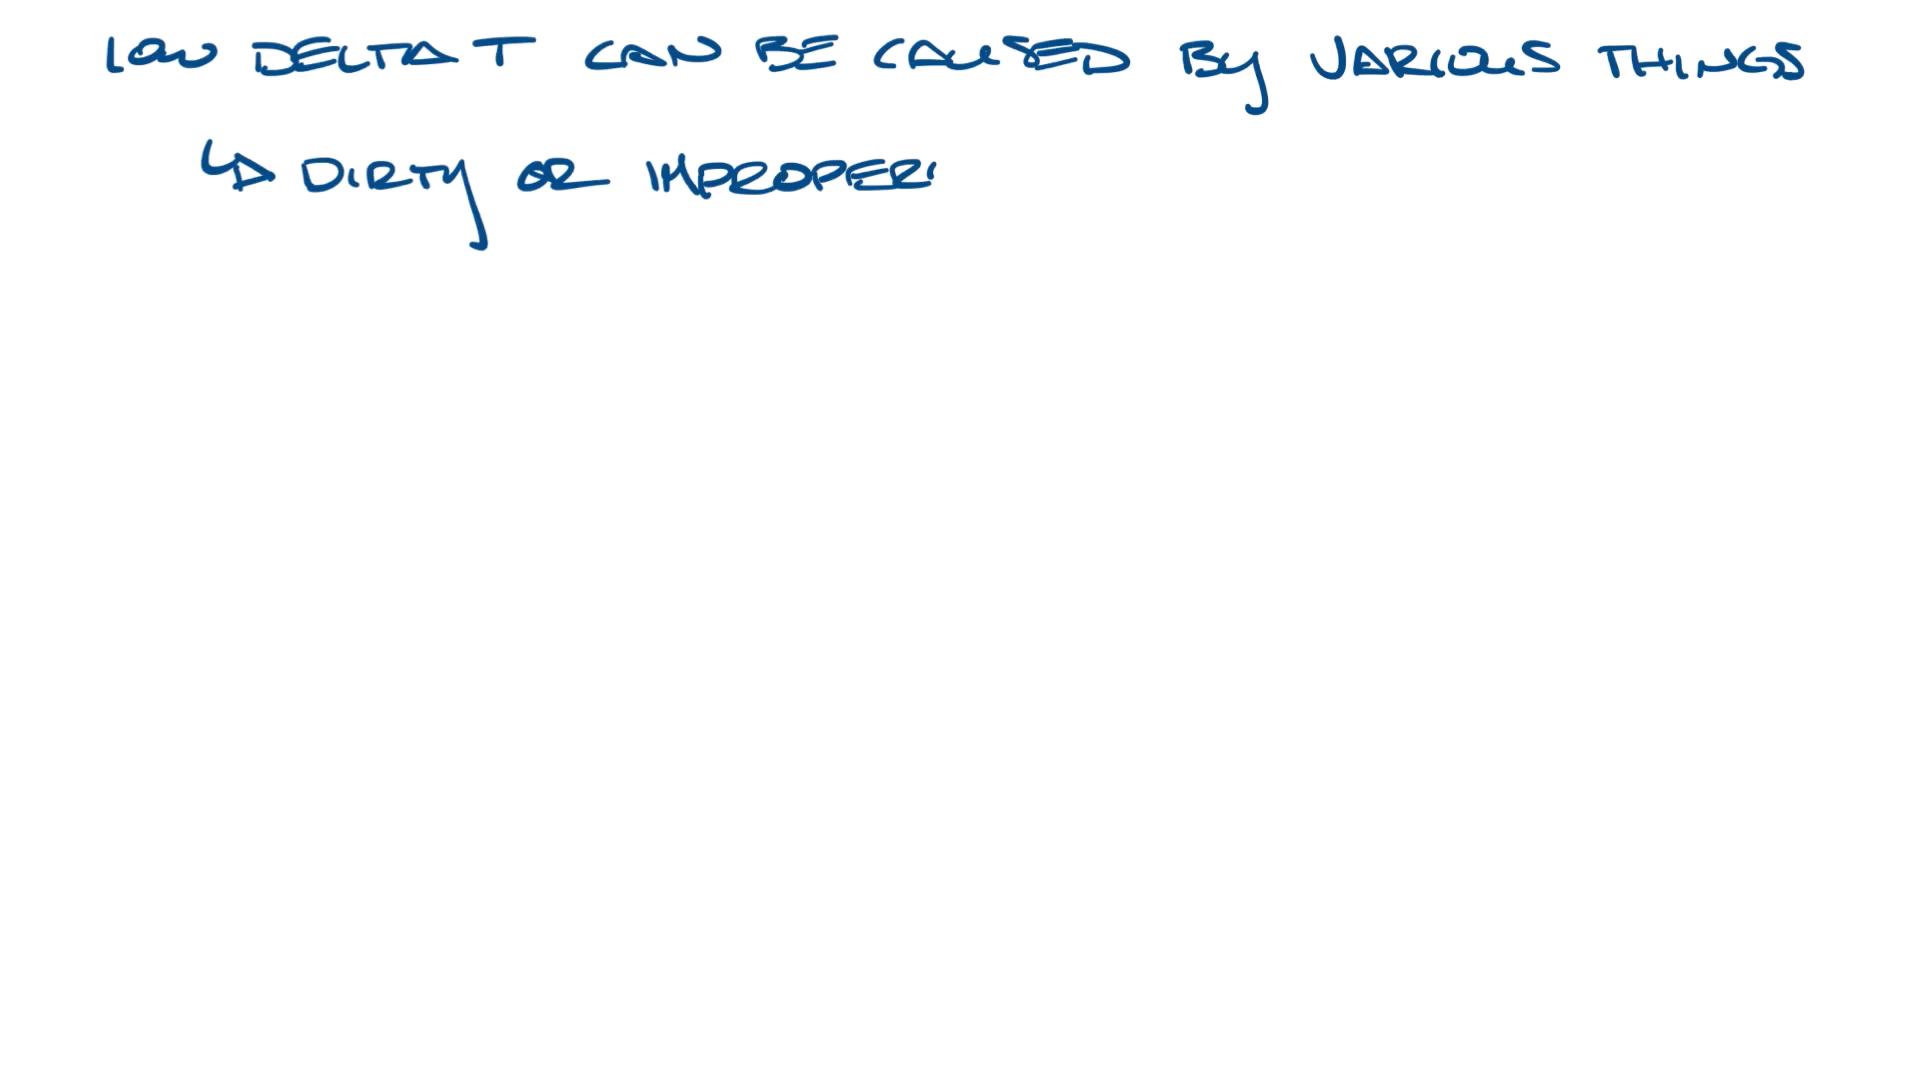 LOW DELTA T CAN BE CAUSED BY VARIOUS THINGS
↳ DIRTY OR IMPROPER